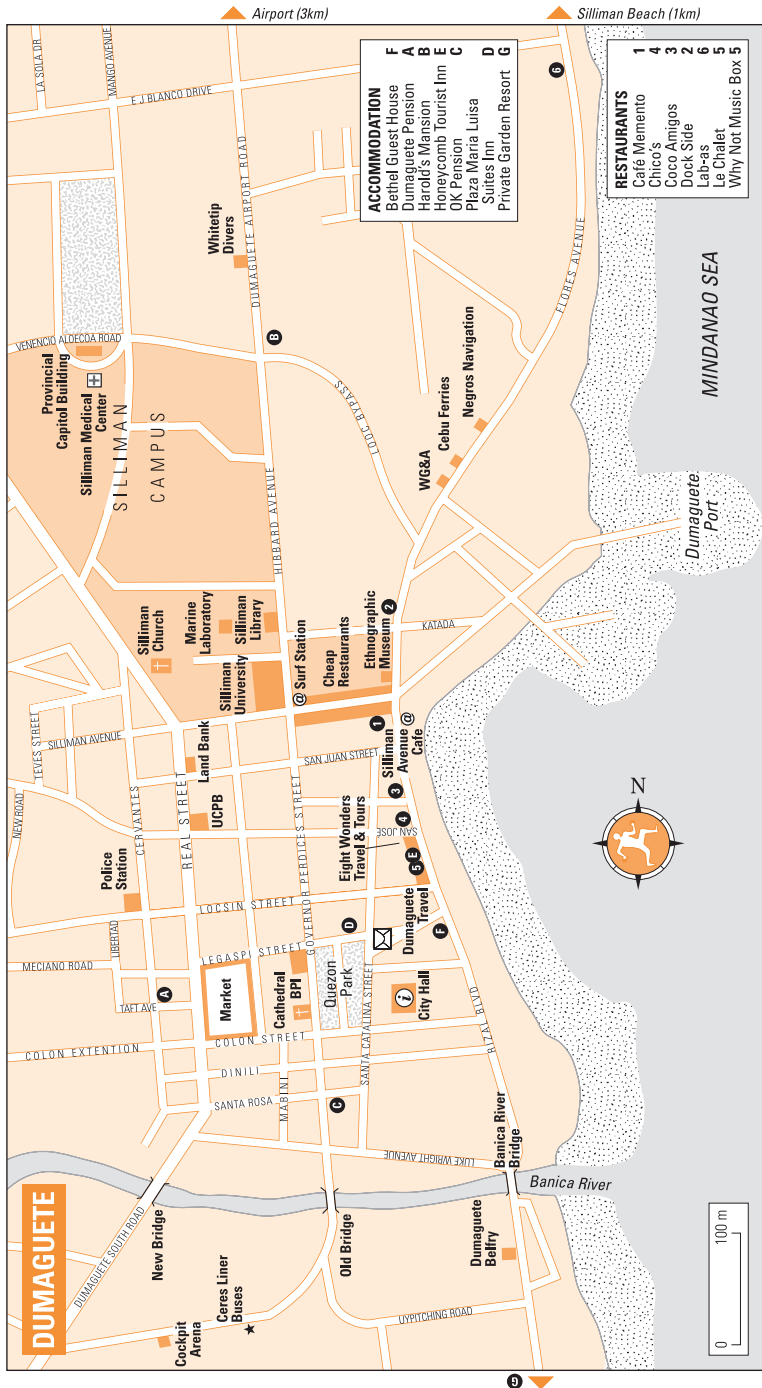 DUMAGUETE
Airport (3km)
Silliman Beach (1km)
LA SOLA DR
MANGO AVENUE
E J BLANCO DRIVE
VENENCIO ALDECOA ROAD
Provincial
Capitol Building
Silliman Medical
Center
SILLIMAN
CAMPUS
Whitetip
Divers
DUMAGUETE AIRPORT ROAD
B
LOOC BYPASS
FLORES AVENUE
6
ACCOMMODATION
Bethel Guest House F
Dumaguete Pension A
Harold's Mansion B
Honeycomb Tourist Inn E
OK Pension C
Plaza Maria Luisa
Suites Inn D
Private Garden Resort G
RESTAURANTS
Café Memento 1
Chico's 4
Coco Amigos 3
Dock Side 2
Lab-as 6
Le Chalet 5
Why Not Music Box 5
MINDANAO SEA
WG&A
Cebu Ferries
Negros Navigation
Dumaguete
Port
HIBBARD AVENUE
Silliman
Church
Marine
Laboratory
Silliman
Library
Silliman
University
@ Surf Station
Cheap
Restaurants
Ethnographic
Museum
2
KATADA
1
Silliman
Avenue @
Cafe
TEVES STREET
SILLIMAN AVENUE
NEW ROAD
CERVANTES
REAL STREET
Land Bank
UCPB
SAN JUAN STREET
3
4
SAN JOSE
Eight Wonders
Travel & Tours
E
5
Dumaguete
Travel
Police
Station
LOCSIN STREET
GOVERNOR PERDICES STREET
LIBERTAD
LEGASPI STREET
MECIANO ROAD
D
F
TAFT AVE
A
Market
Cathedral
BPI
Quezon
Park
SANTA CATALINA STREET
i
City Hall
RIZAL BLVD
COLON EXTENTION
COLON STREET
DINILI
SANTA ROSA
MABINI
C
LUKE WRIGHT AVENUE
Banica River
Bridge
Banica River
New Bridge
DUMAGUETE SOUTH ROAD
Old Bridge
Dumaguete
Belfry
UYPITCHING ROAD
Ceres Liner
Buses
Cockpit
Arena
G
N
0 100 m